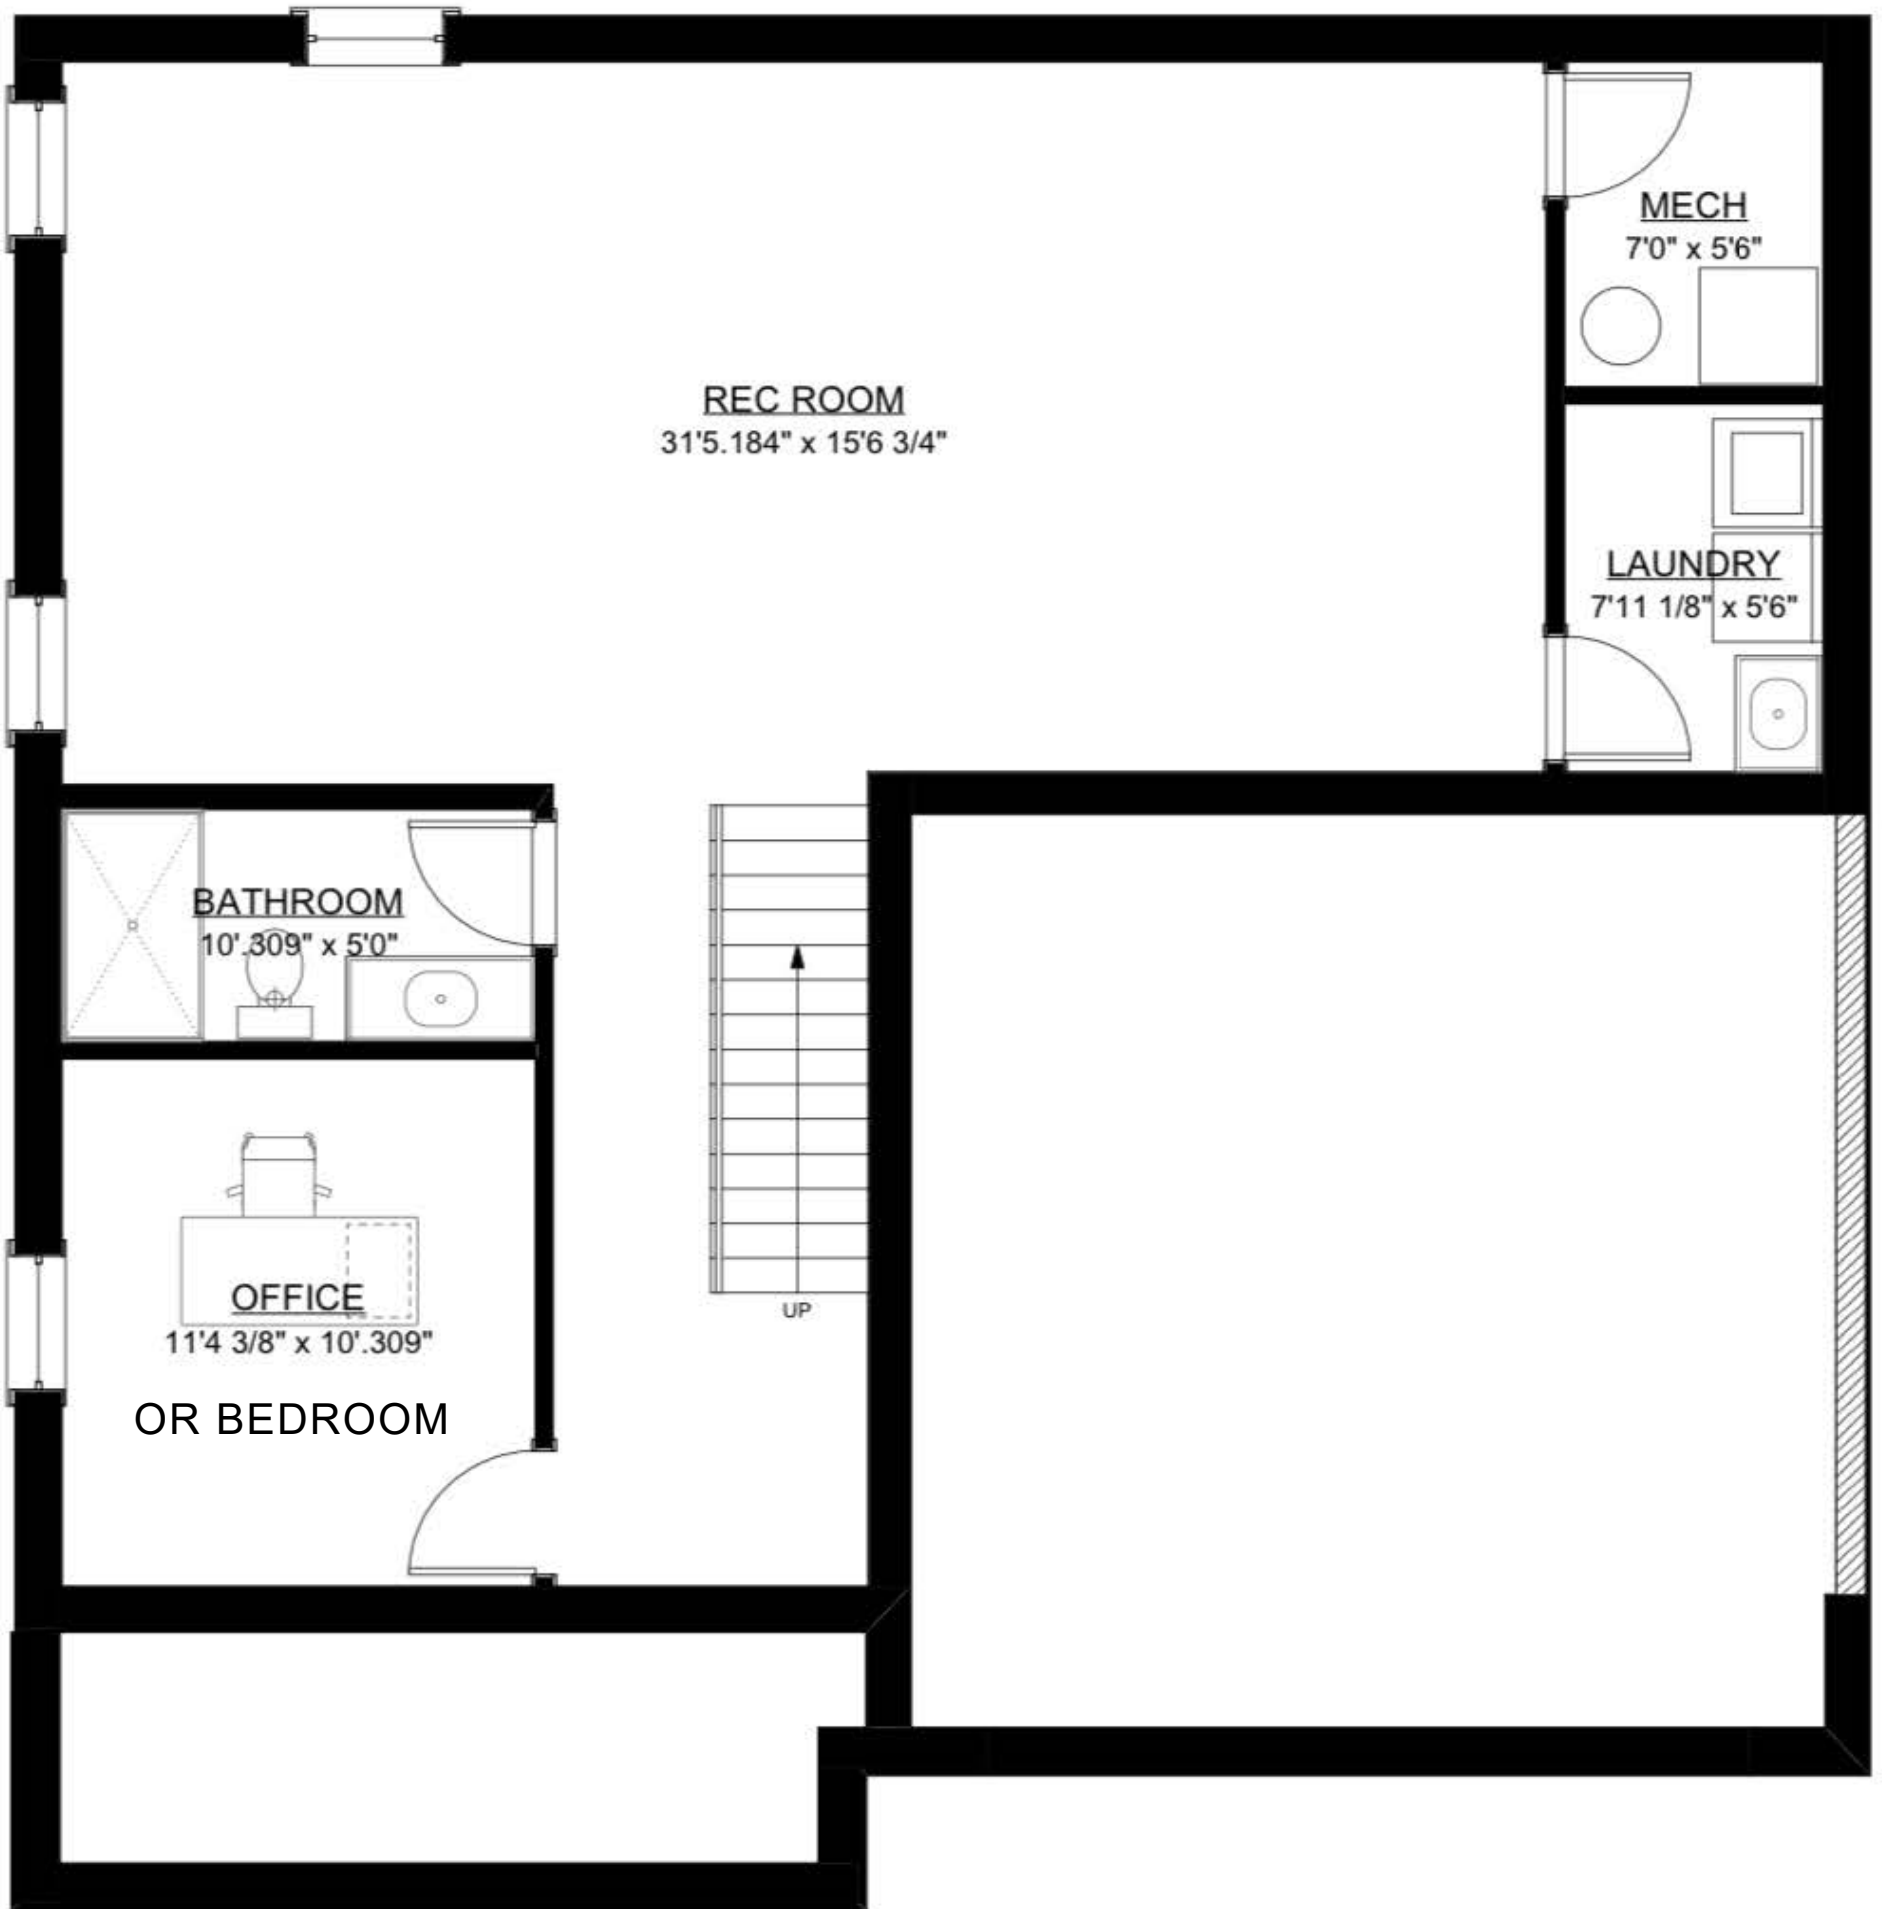 MECH
7'0" x 5'6"
REC ROOM
31'5.184" x 15'6 3/4"
LAUNDRY
7'11 1/8" x 5'6"
BATHROOM
10'.309" x 5'0"
OFFICE
11'4 3/8" x 10'.309"
OR BEDROOM
UP